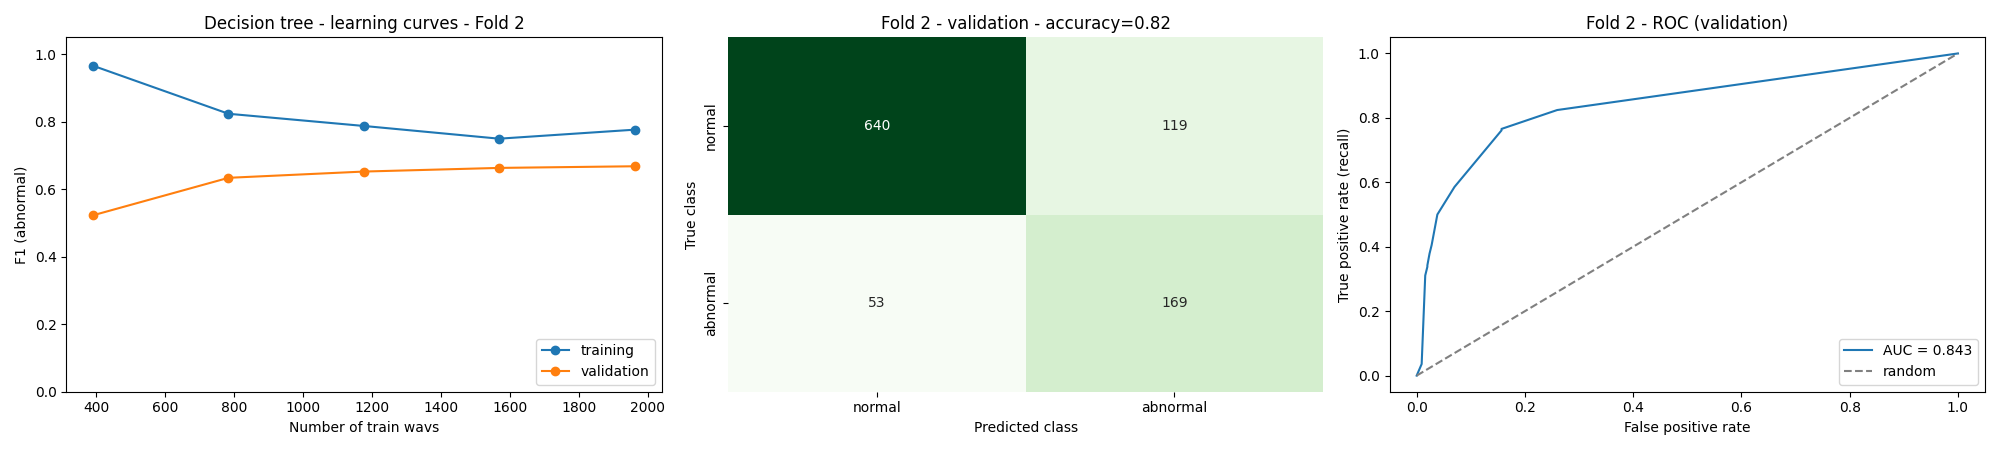 Decision tree - learning curves - Fold 2
F1 (abnormal)
1.0
0.8
0.6
0.4
0.2
0.0
400 600 800 1000 1200 1400 1600 1800 2000
Number of train wavs
training
validation
Fold 2 - validation - accuracy=0.82
True class
normal
abnormal
640 119
53 169
normal abnormal
Predicted class
Fold 2 - ROC (validation)
True positive rate (recall)
1.0
0.8
0.6
0.4
0.2
0.0
0.0 0.2 0.4 0.6 0.8 1.0
False positive rate
AUC = 0.843
random